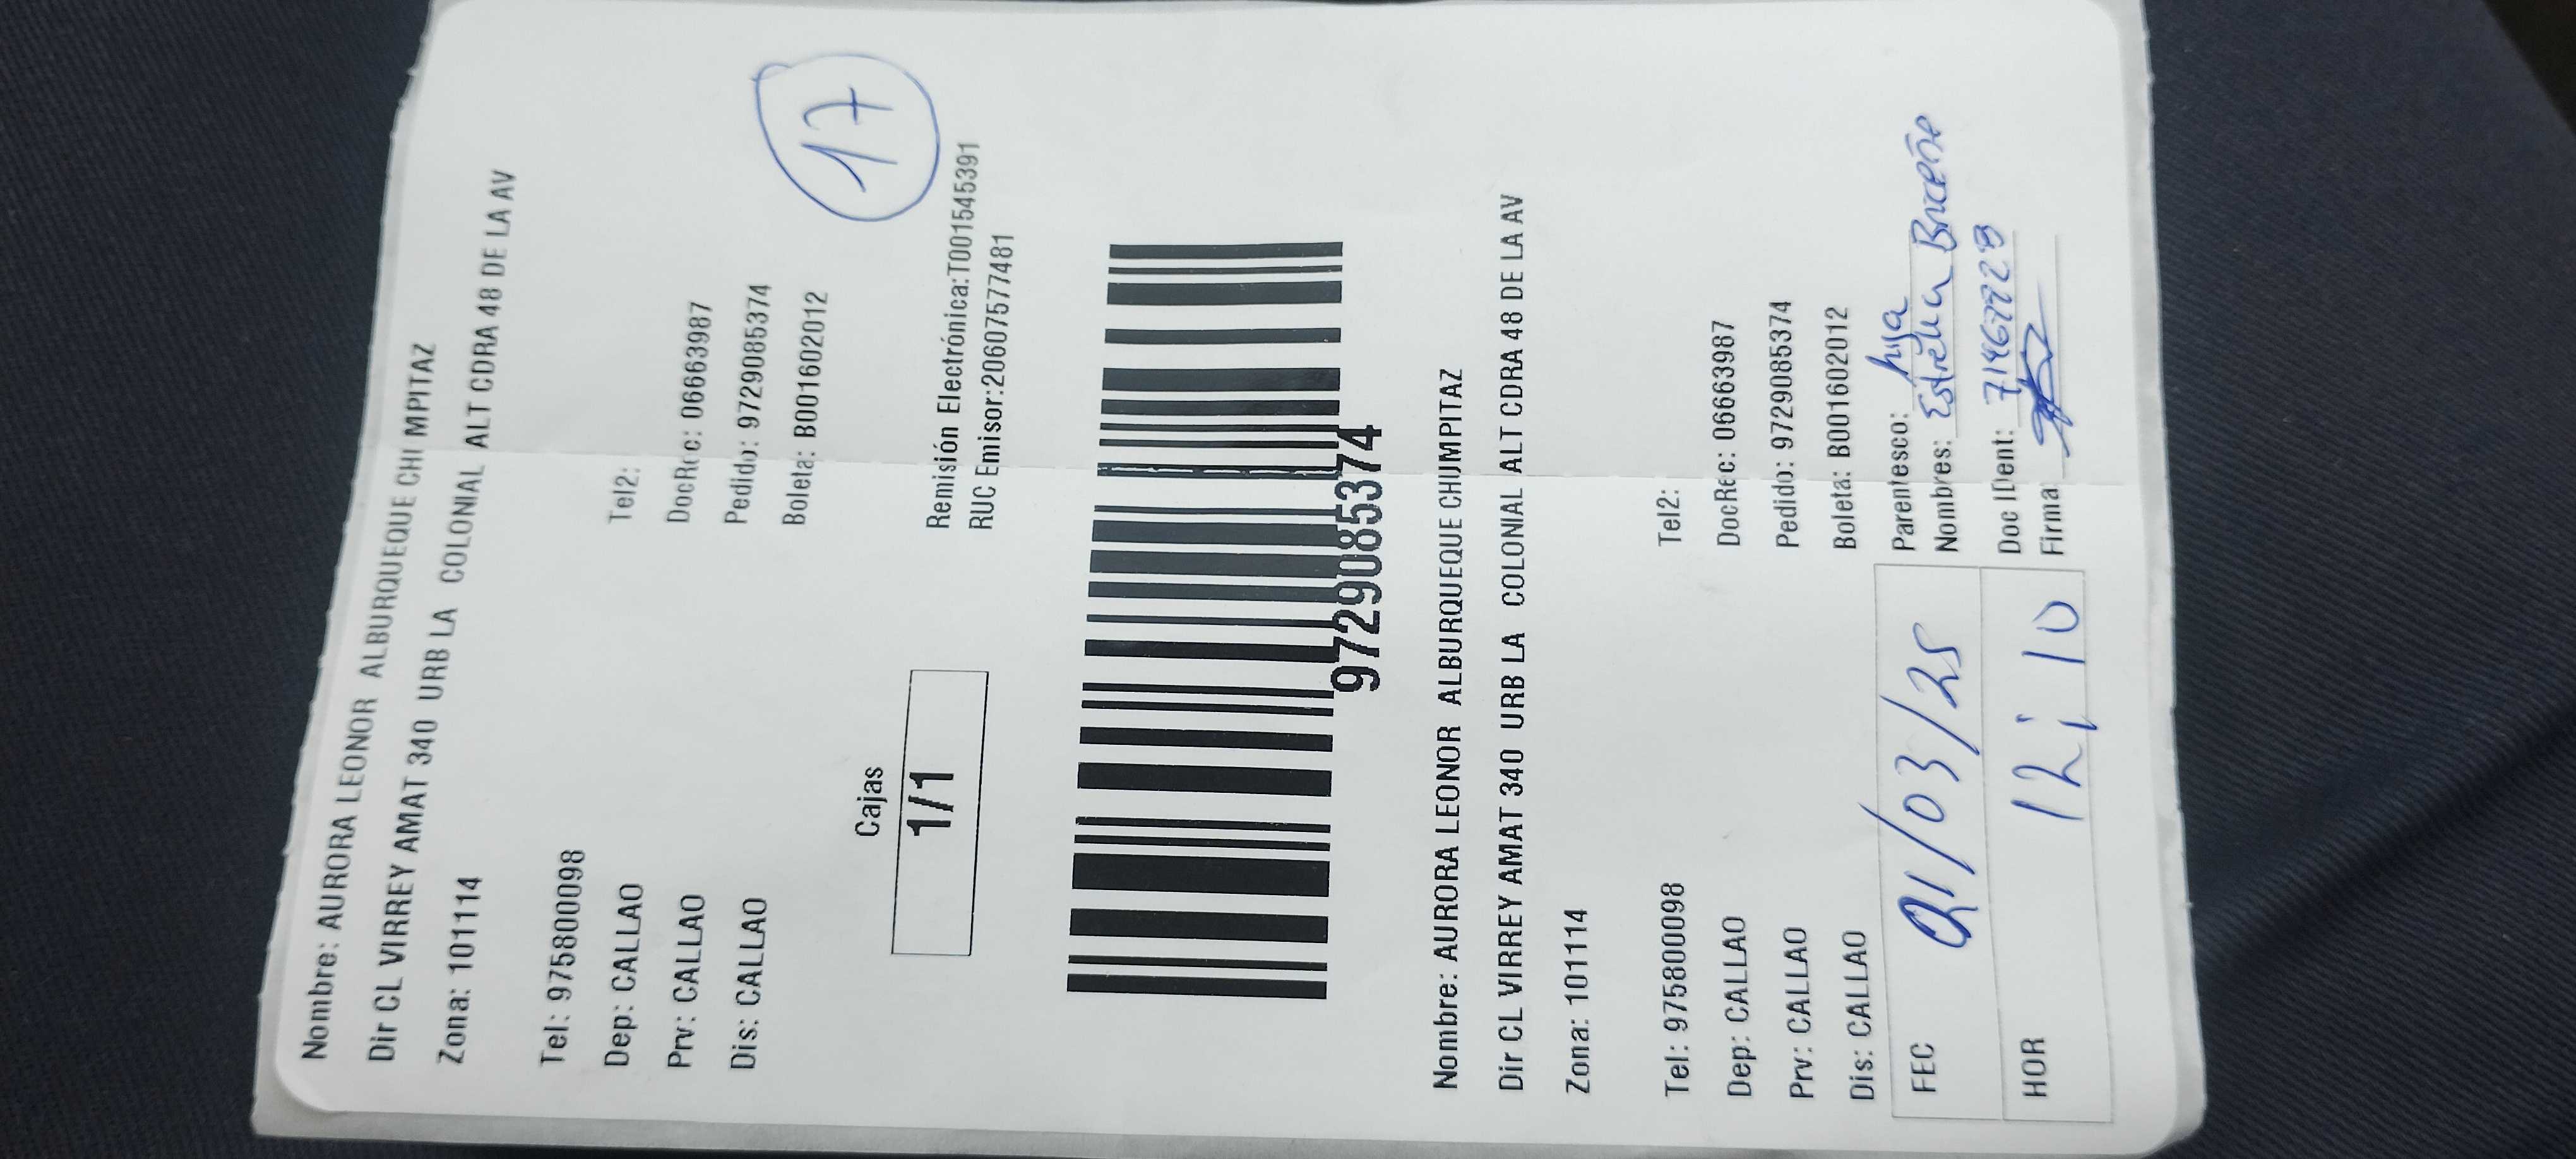 Nombre: AURORA LEONOR ALBURQUEQUE CHUMPITAZ
Dir CL VIRREY AMAT 340 URB LA COLONIAL ALT CDRA 48 DE LA AV
Zona: 101114
Tel: 975800098 Tel2:
Dep: CALLAO DocRec: 06663987
Prv: CALLAO Pedido: 9729085374
Dis: CALLAO Boleta: B001602012
17
Cajas
1/1
Remisión Electrónica:T001545391
RUC Emisor:20607577481
9729085374
Nombre: AURORA LEONOR ALBURQUEQUE CHUMPITAZ
Dir CL VIRREY AMAT 340 URB LA COLONIAL ALT CDRA 48 DE LA AV
Zona: 101114
Tel: 975800098 Tel2:
Dep: CALLAO DocRec: 06663987
Prv: CALLAO Pedido: 9729085374
Dis: CALLAO Boleta: B001602012
FEC 21/03/25
Parentesco: hija
Nombres: Estrella Briceño
HOR 12:10
Doc IDent:
Firma: